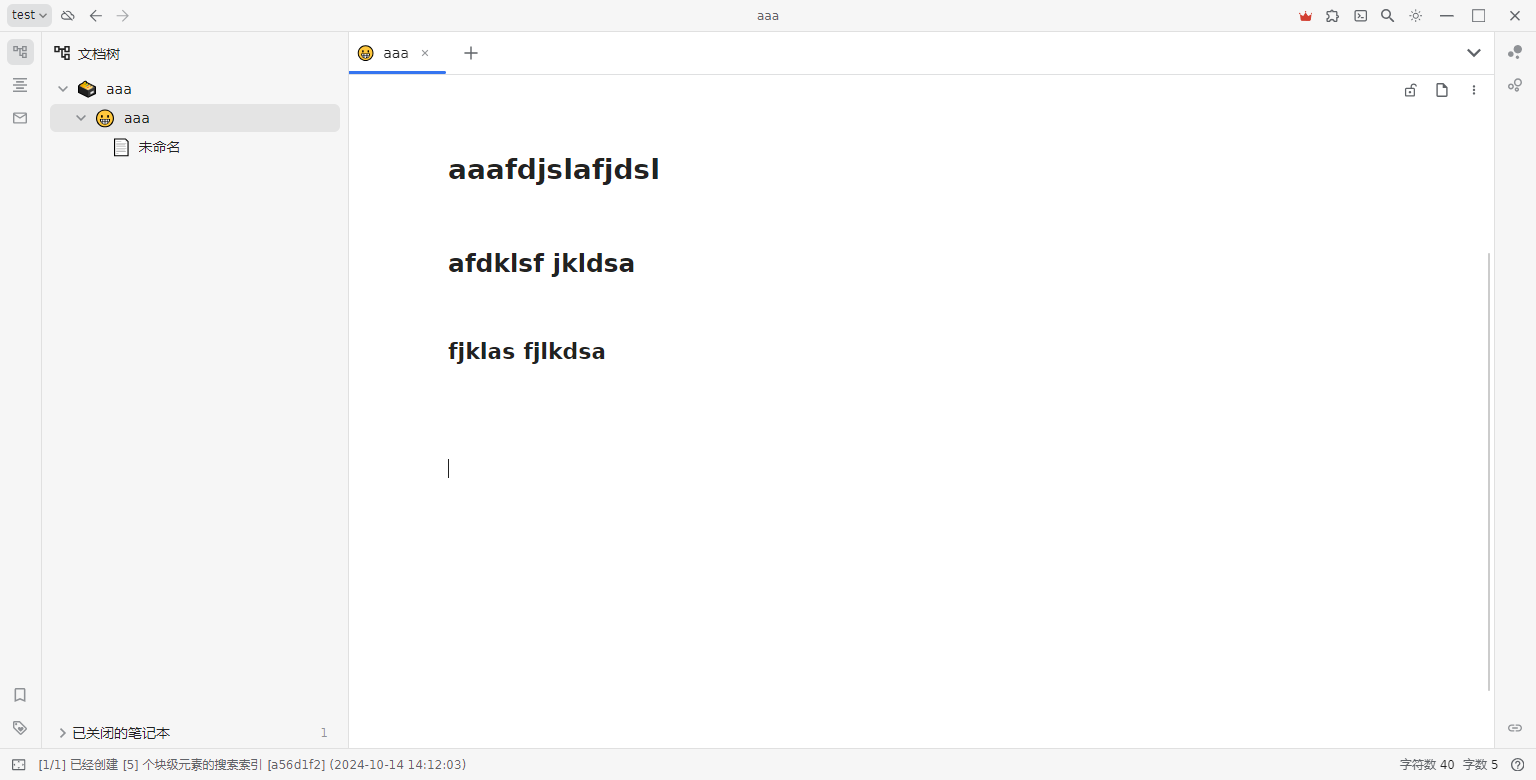 test
aaa
文档树
aaa
aaa
未命名
已关闭的笔记本 1
aaa
aaafdjslafjdsl
afdklsf jkldsa
fjklas fjlkdsa
[1/1] 已经创建 [5] 个块级元素的搜索索引 [a56d1f2] (2024-10-14 14:12:03)
字符数 40 字数 5